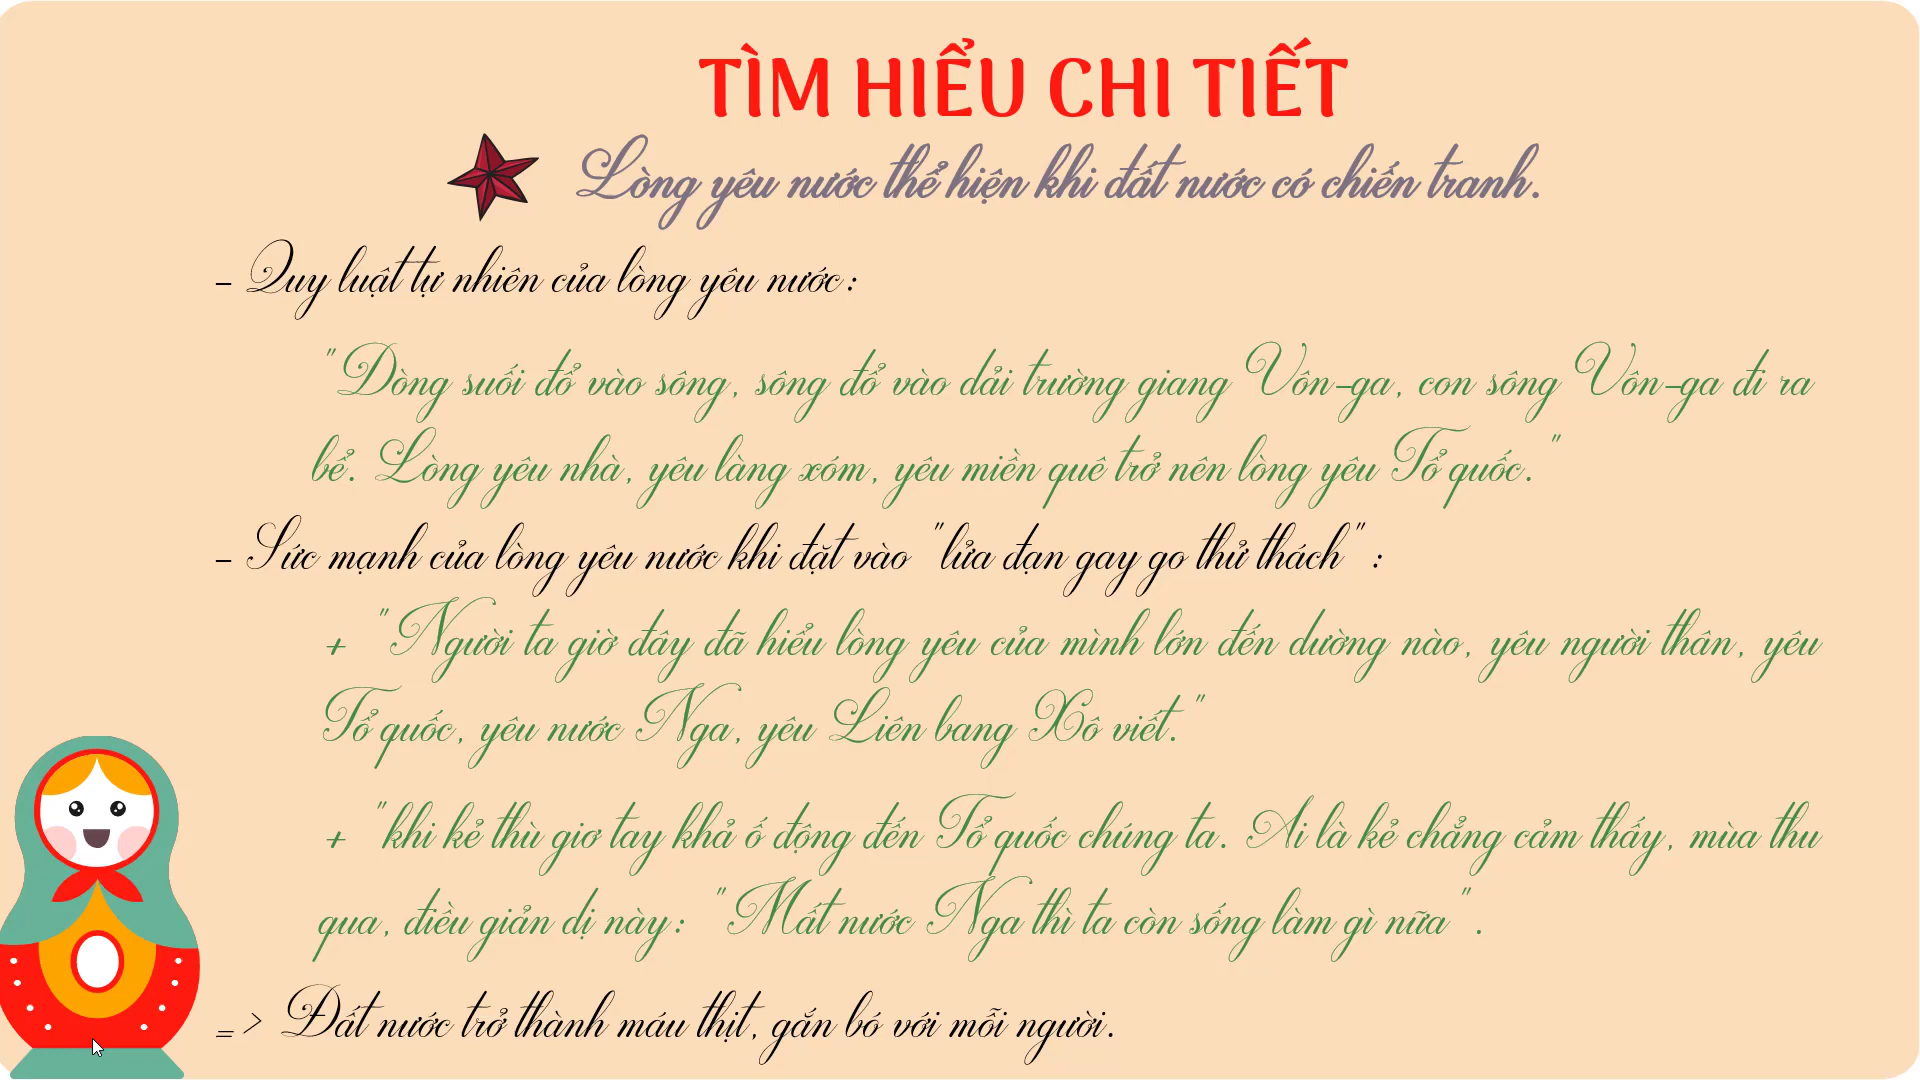 TÌM HIỂU CHI TIẾT
Lòng yêu nước thể hiện khi đất nước có chiến tranh.
- Quy luật tự nhiên của lòng yêu nước:
"Dòng suối đổ vào sông, sông đổ vào dải trường giang Vôn-ga, con sông Vôn-ga đi ra
bể. Lòng yêu nhà, yêu làng xóm, yêu miền quê trở nên lòng yêu Tổ quốc."
- Sức mạnh của lòng yêu nước khi đặt vào "lửa đạn gay go thử thách" :
+ "Người ta giờ đây đã hiểu lòng yêu của mình lớn đến dường nào, yêu người thân, yêu
Tổ quốc, yêu nước Nga, yêu Liên bang Xô viết."
+ "khi kẻ thù giơ tay khả ố động đến Tổ quốc chúng ta. Ai là kẻ chẳng cảm thấy, mùa thu
qua, điều giản dị này: "Mất nước Nga thì ta còn sống làm gì nữa" .
=> Đất nước trở thành máu thịt, gắn bó với mỗi người.